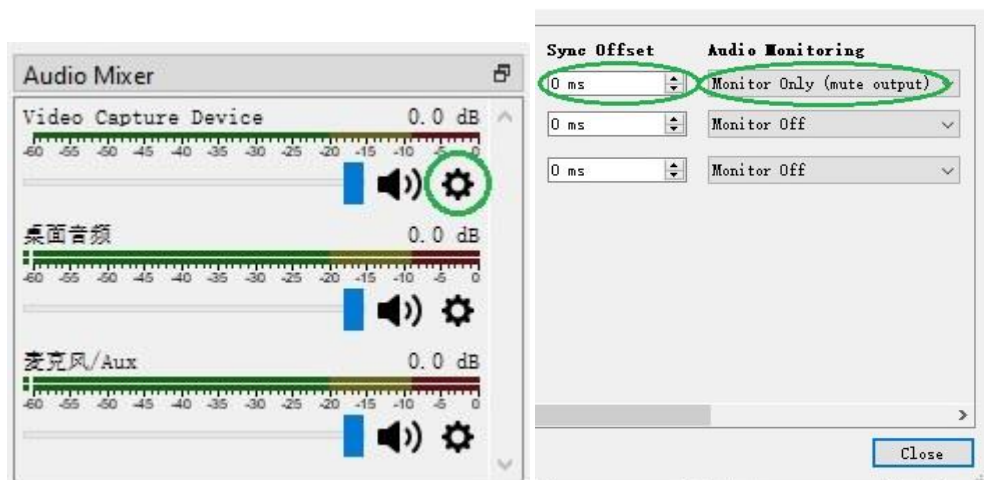 Audio Mixer
Video Capture Device 0.0 dB
-60 -55 -50 -45 -40 -35 -30 -25 -20 -15 -10 -5 0
桌面音频 0.0 dB
-60 -55 -50 -45 -40 -35 -30 -25 -20 -15 -10 -5 0
麦克风/Aux 0.0 dB
-60 -55 -50 -45 -40 -35 -30 -25 -20 -15 -10 -5 0
Sync Offset Audio Monitoring
0 ms Monitor Only (mute output)
0 ms Monitor Off
0 ms Monitor Off
Close